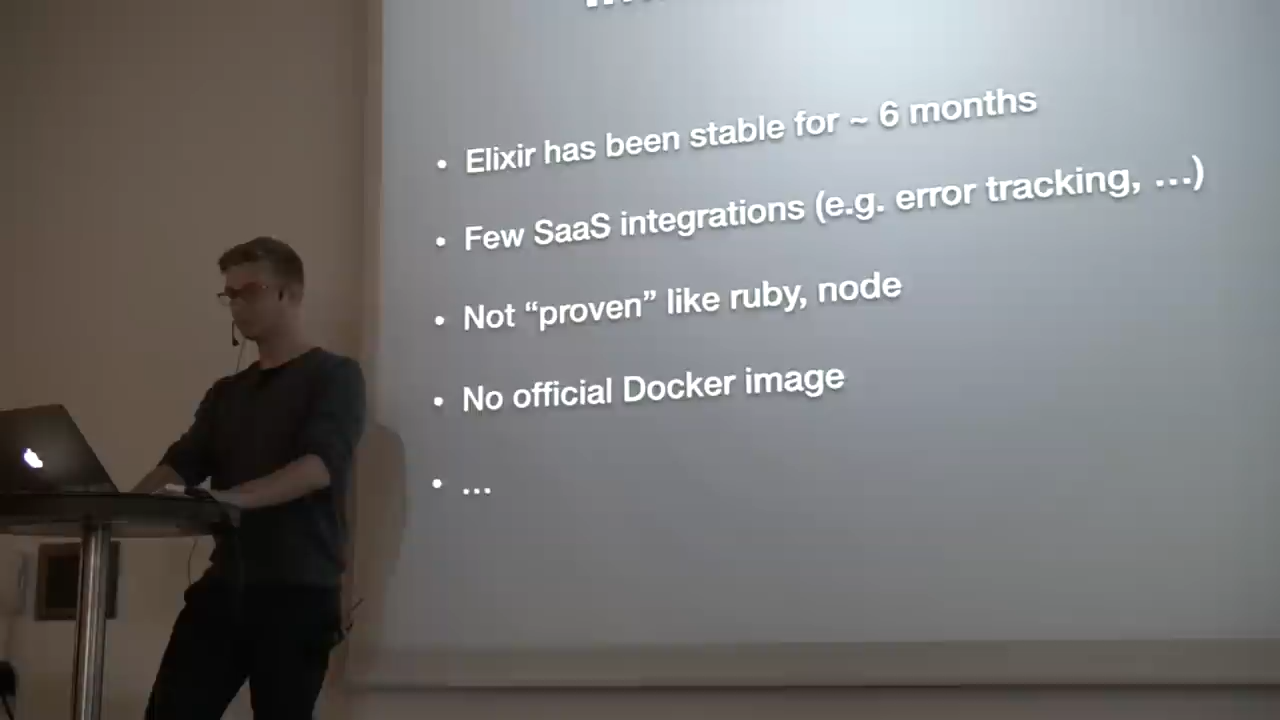 • Elixir has been stable for ~ 6 months
• Few SaaS integrations (e.g. error tracking, …)
• Not “proven” like ruby, node
• No official Docker image
• …